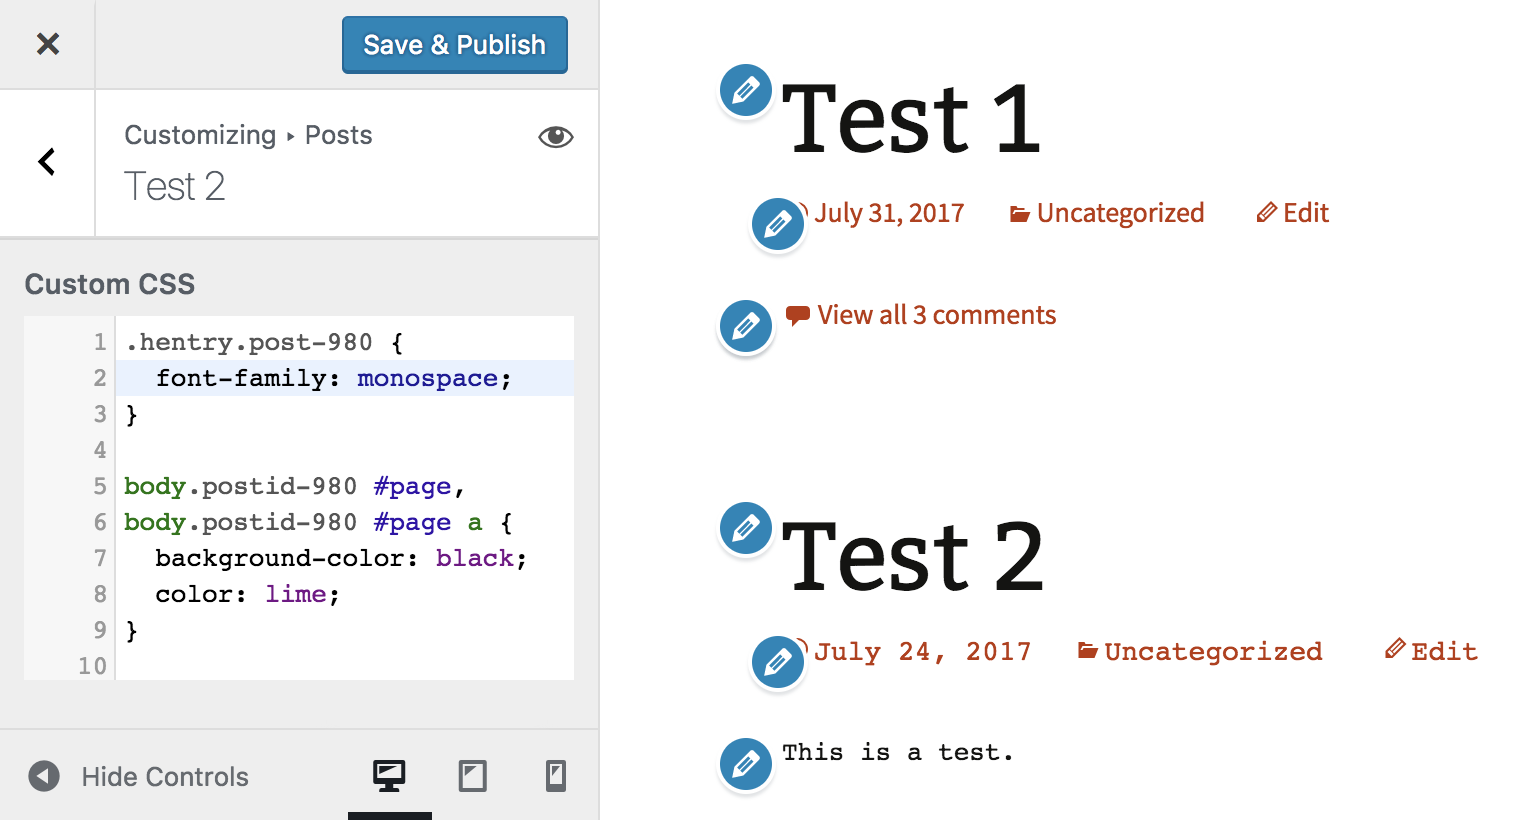 Save & Publish
Customizing ▸ Posts
Test 2
Custom CSS
1 .hentry.post-980 {
2   font-family: monospace;
3 }
4
5 body.postid-980 #page,
6 body.postid-980 #page a {
7   background-color: black;
8   color: lime;
9 }
10
Hide Controls
Test 1
July 31, 2017 Uncategorized Edit
View all 3 comments
Test 2
July 24, 2017 Uncategorized Edit
This is a test.